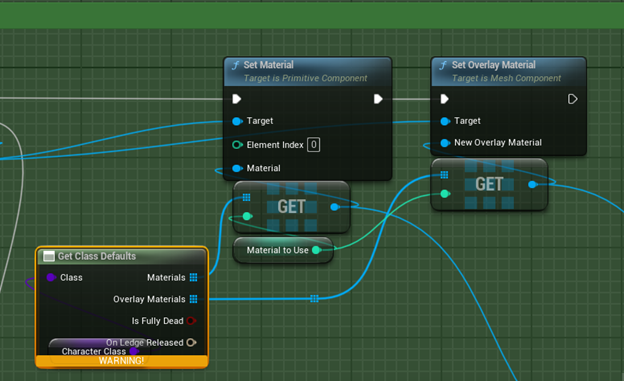 Set Material
Target is Primitive Component
Target
Element Index 0
Material
GET
Material to Use
Set Overlay Material
Target is Mesh Component
Target
New Overlay Material
GET
Get Class Defaults
Class
Materials
Overlay Materials
Is Fully Dead
On Ledge Released
Character Class
WARNING!